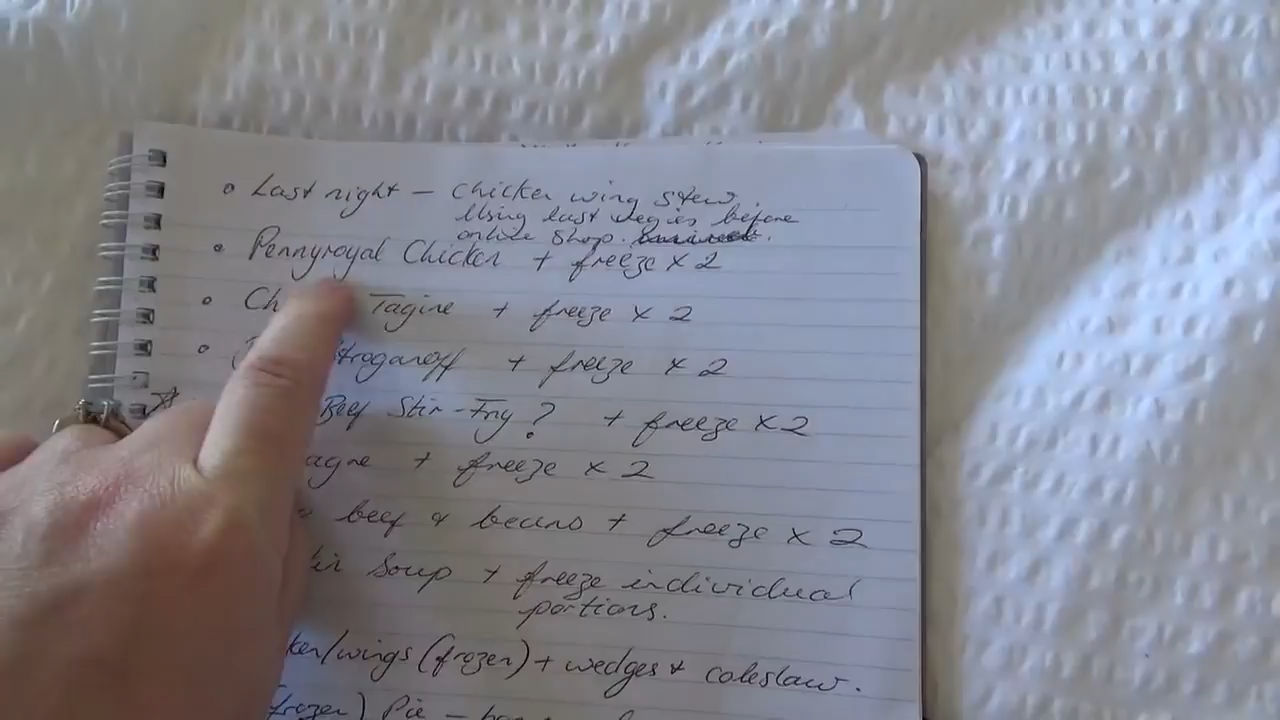 Last night – Chicken wing stew.
Using last vegies before
online shop.
Pennyroyal Chicken + freeze x 2
Ch Tagine + freeze x 2
troganoff + freeze x 2
Beef Stir-Fry? + freeze x 2
agne + freeze x 2
beef & beans + freeze x 2
Soup + freeze individual
portions.
ken/wings (frozen) + wedges & coleslaw.
frozen) Pie –